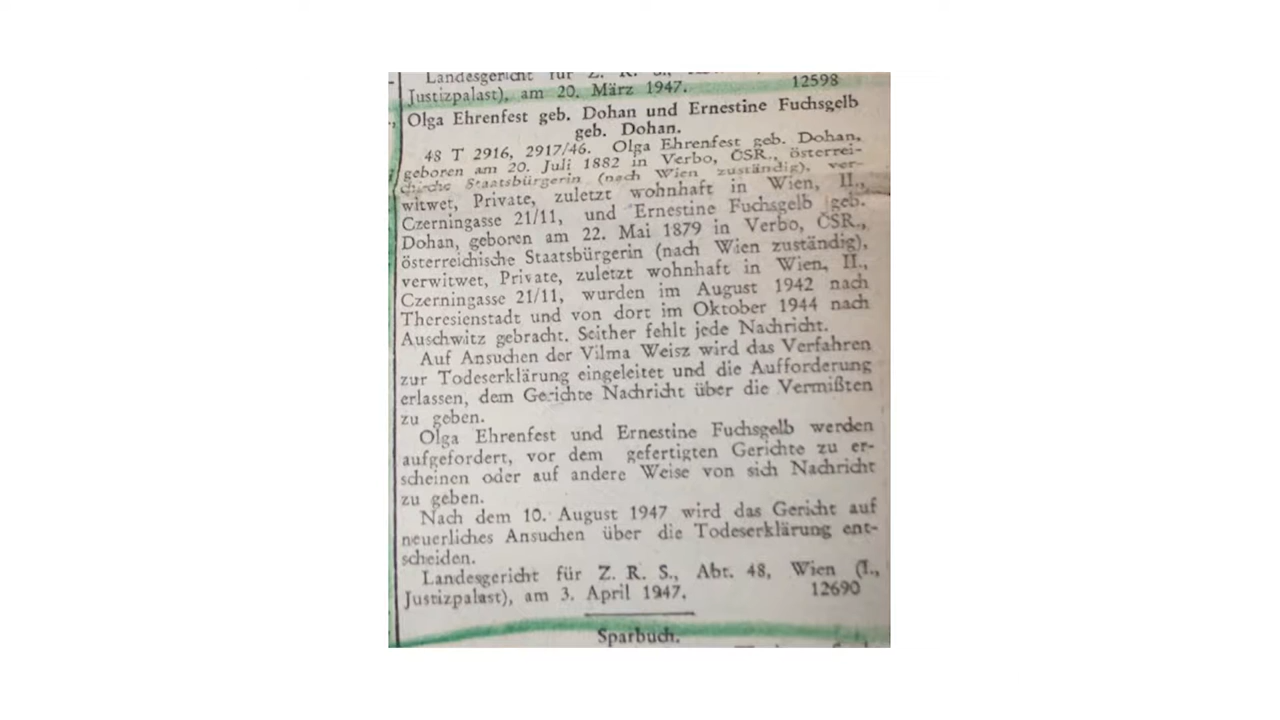 Landesgericht für Z. R. S.,
Justizpalast), am 20. März 1947. 12598
Olga Ehrenfest geb. Dohan und Ernestine Fuchsgelb
geb. Dohan.
48 T 2916, 2917/46. Olga Ehrenfest geb. Dohan,
geboren am 20. Juli 1882 in Verbo, ČSR., österrei-
chische Staatsbürgerin (nach Wien zuständig), ver-
witwet, Private, zuletzt wohnhaft in Wien, II.,
Czerningasse 21/11, und Ernestine Fuchsgelb geb.
Dohan, geboren am 22. Mai 1879 in Verbo, ČSR.,
österreichische Staatsbürgerin (nach Wien zuständig),
verwitwet, Private, zuletzt wohnhaft in Wien, II.,
Czerningasse 21/11, wurden im August 1942 nach
Theresienstadt und von dort im Oktober 1944 nach
Auschwitz gebracht. Seither fehlt jede Nachricht.
Auf Ansuchen der Vilma Weisz wird das Verfahren
zur Todeserklärung eingeleitet und die Aufforderung
erlassen, dem Gerichte Nachricht über die Vermißten
zu geben.
Olga Ehrenfest und Ernestine Fuchsgelb werden
aufgefordert, vor dem gefertigten Gerichte zu er-
scheinen oder auf andere Weise von sich Nachricht
zu geben.
Nach dem 10. August 1947 wird das Gericht auf
neuerliches Ansuchen über die Todeserklärung ent-
scheiden.
Landesgericht für Z. R. S., Abt. 48, Wien (I.,
Justizpalast), am 3. April 1947. 12690
Sparbuch.